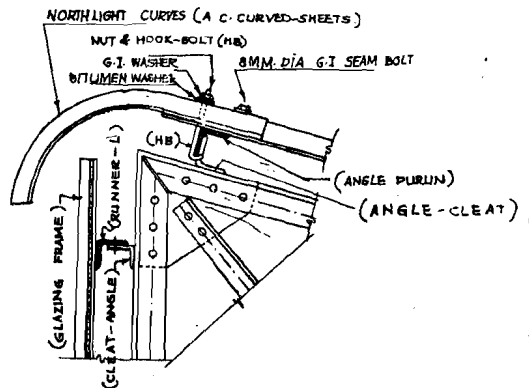 NORTHLIGHT CURVES (A C. CURVED-SHEETS)
NUT & HOOK-BOLT (HB)
G.I. WASHER
BITUMEN WASHER
8MM. DIA G.I SEAM BOLT
(HB)
(ANGLE PURLIN)
(ANGLE-CLEAT)
(GLAZING FRAME)
(RUNNER-L)
(CLEAT-ANGLE)